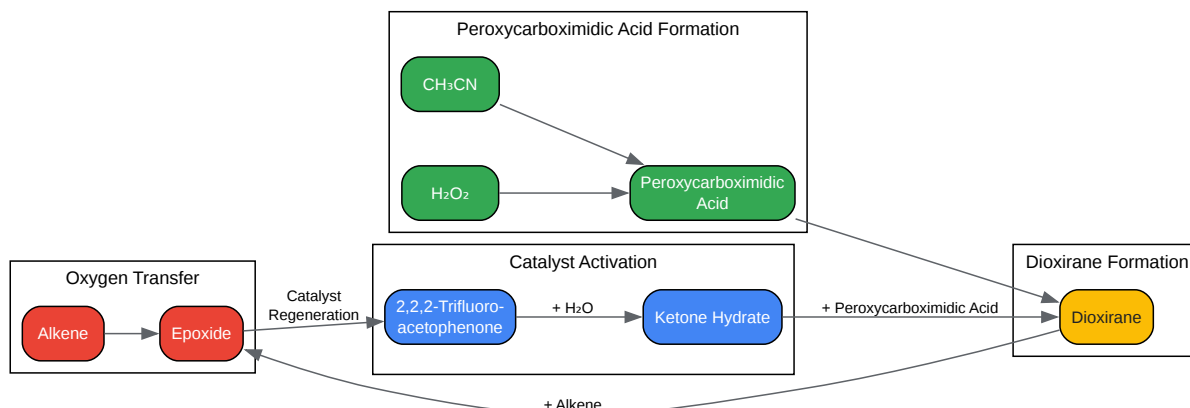 Peroxycarboximidic Acid Formation
CH₃CN
H₂O₂
Peroxycarboximidic
Acid
Oxygen Transfer
Alkene
Epoxide
Catalyst
Regeneration
Catalyst Activation
2,2,2-Trifluoro-
acetophenone
+ H₂O
Ketone Hydrate
+ Peroxycarboximidic Acid
Dioxirane Formation
Dioxirane
+ Alkene